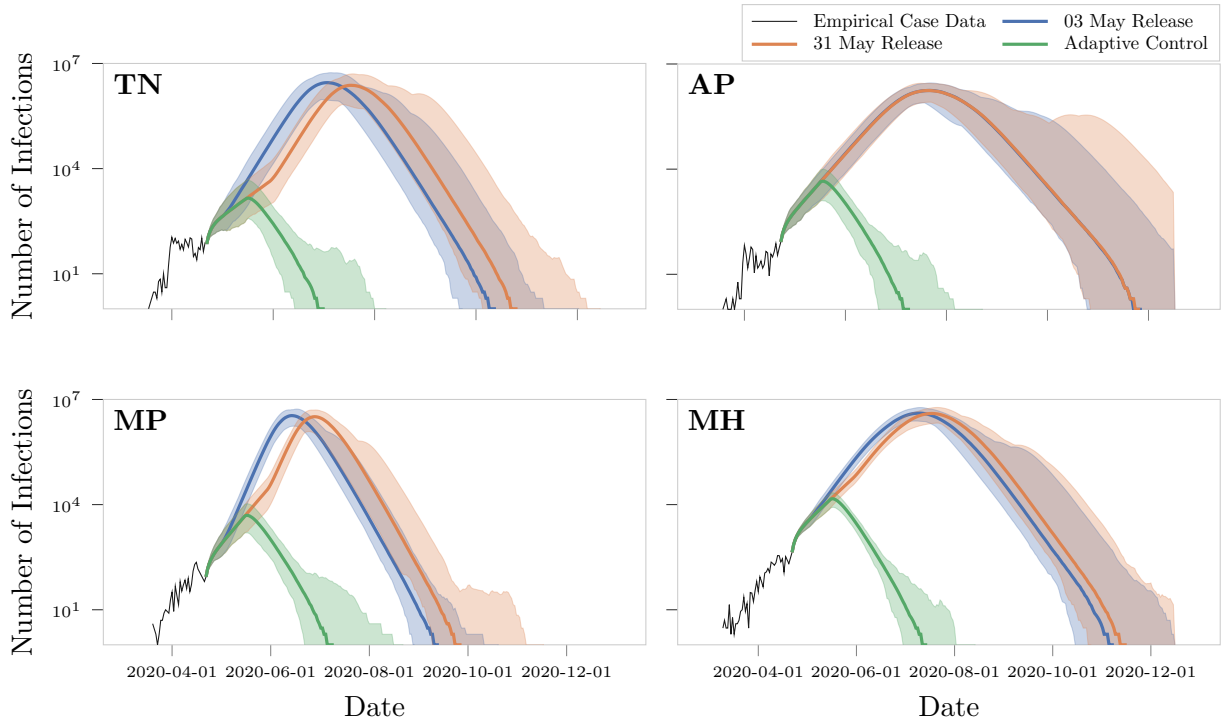 Empirical Case Data
03 May Release
31 May Release
Adaptive Control
Number of Infections
10^7
10^4
10^1
TN
AP
Number of Infections
10^7
10^4
10^1
MP
MH
2020-04-01 2020-06-01 2020-08-01 2020-10-01 2020-12-01
2020-04-01 2020-06-01 2020-08-01 2020-10-01 2020-12-01
Date
Date